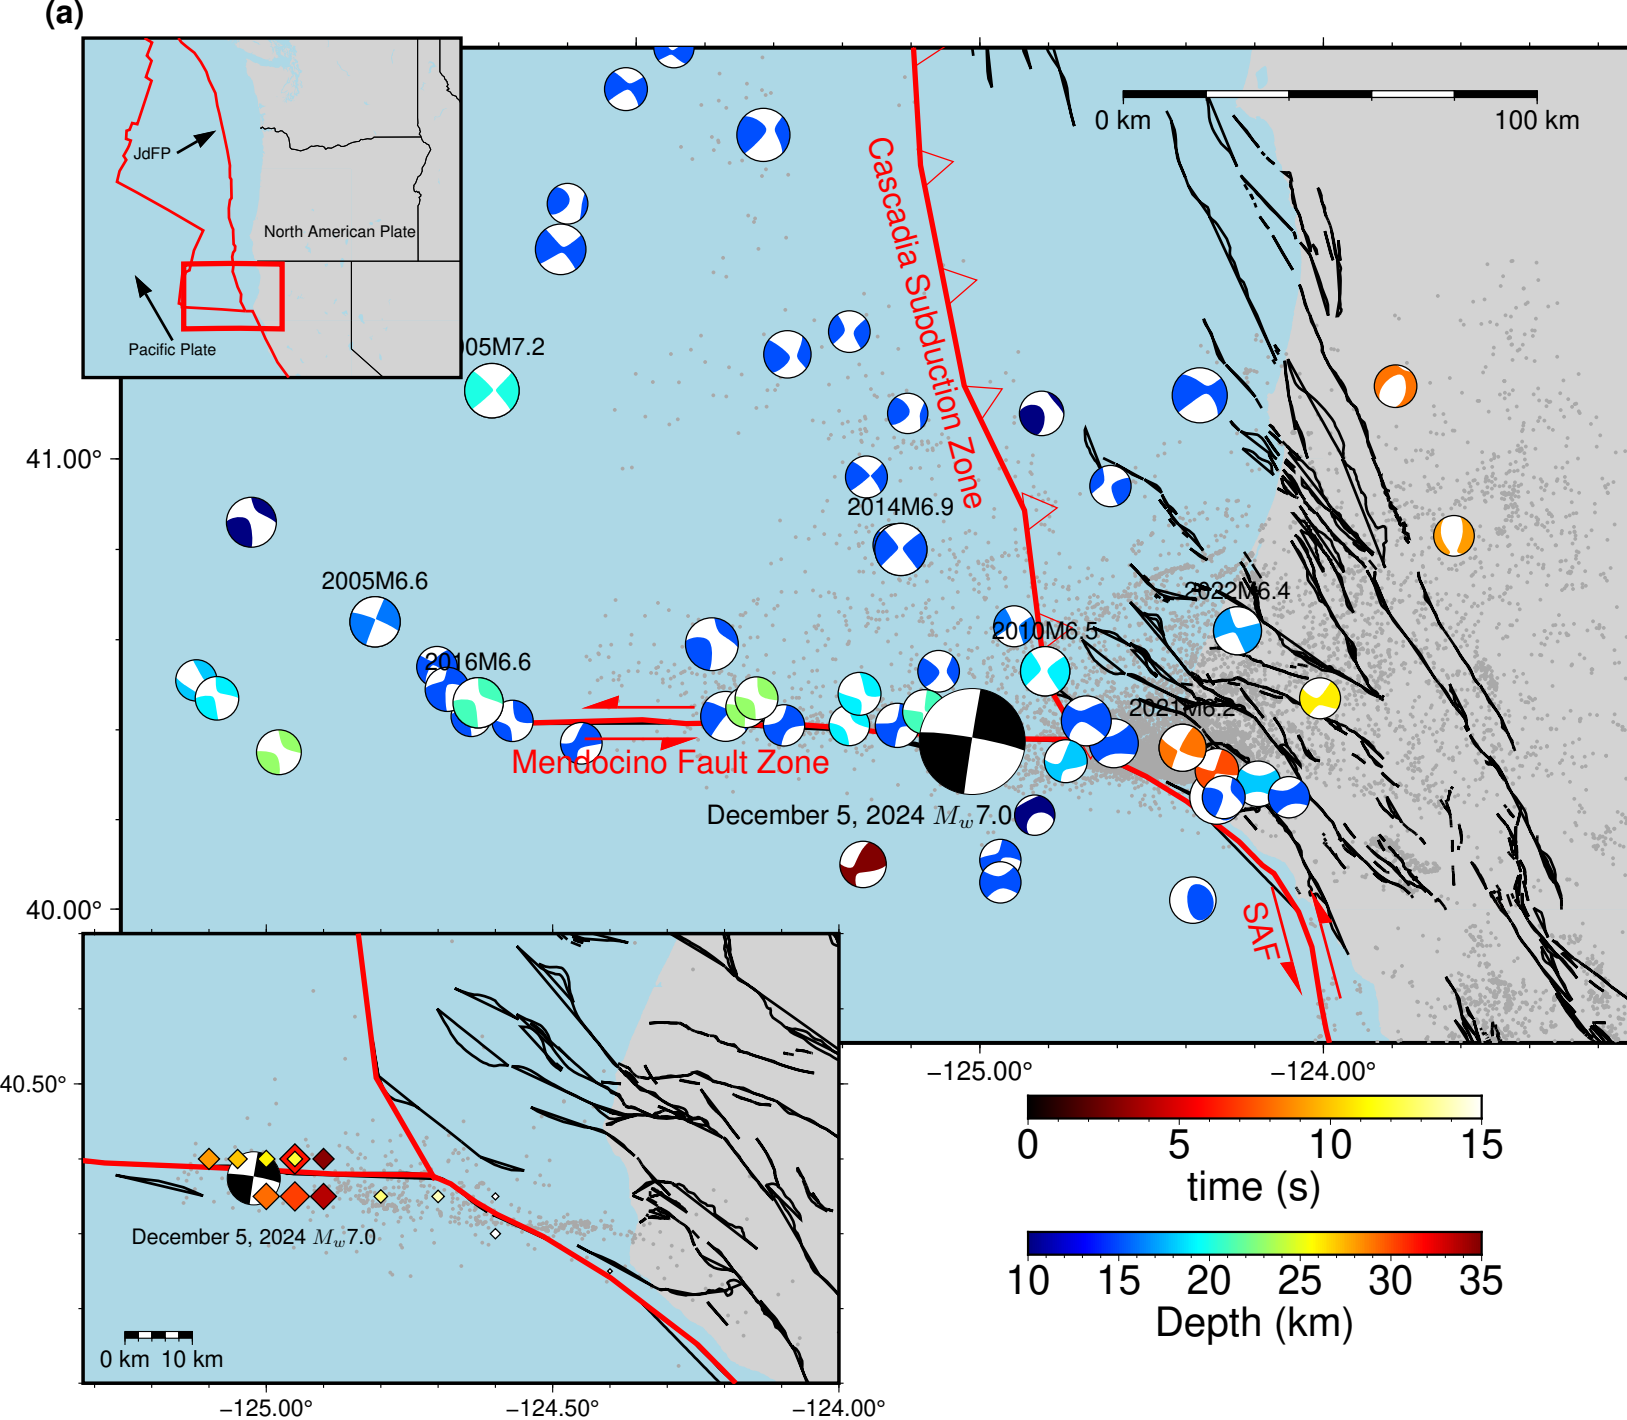 (a)
JdFP
North American Plate
Pacific Plate
0 km 100 km
Cascadia Subduction Zone
05M7.2
41.00°
2014M6.9
2005M6.6
2022M6.4
2010M6.5
2016M6.6
2021M6.2
Mendocino Fault Zone
December 5, 2024 Mw7.0
40.00°
SAF
−125.00° −124.00°
40.50°
December 5, 2024 Mw7.0
0 km 10 km
−125.00° −124.50° −124.00°
0 5 10 15
time (s)
10 15 20 25 30 35
Depth (km)